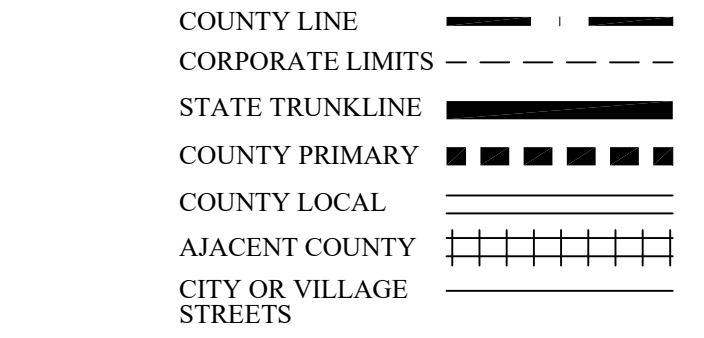 COUNTY LINE
CORPORATE LIMITS
STATE TRUNKLINE
COUNTY PRIMARY
COUNTY LOCAL
AJACENT COUNTY
CITY OR VILLAGE
STREETS